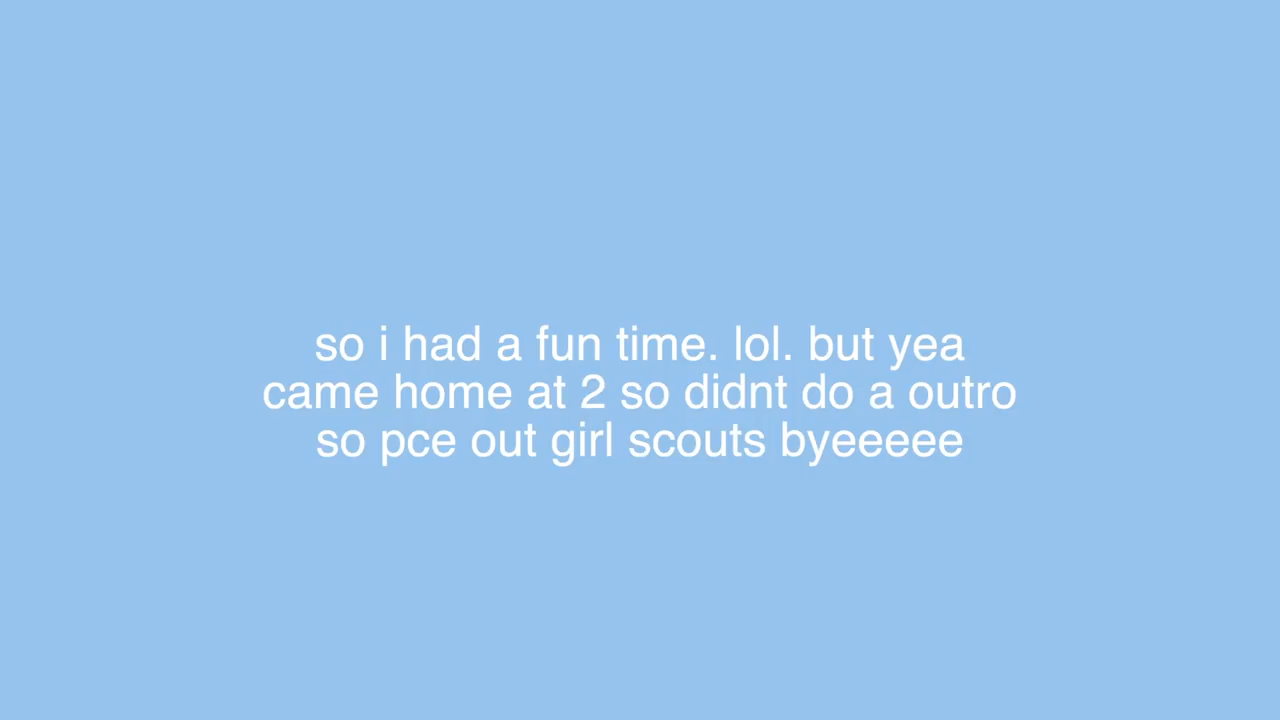 so i had a fun time. lol. but yea
came home at 2 so didnt do a outro
so pce out girl scouts byeeeee